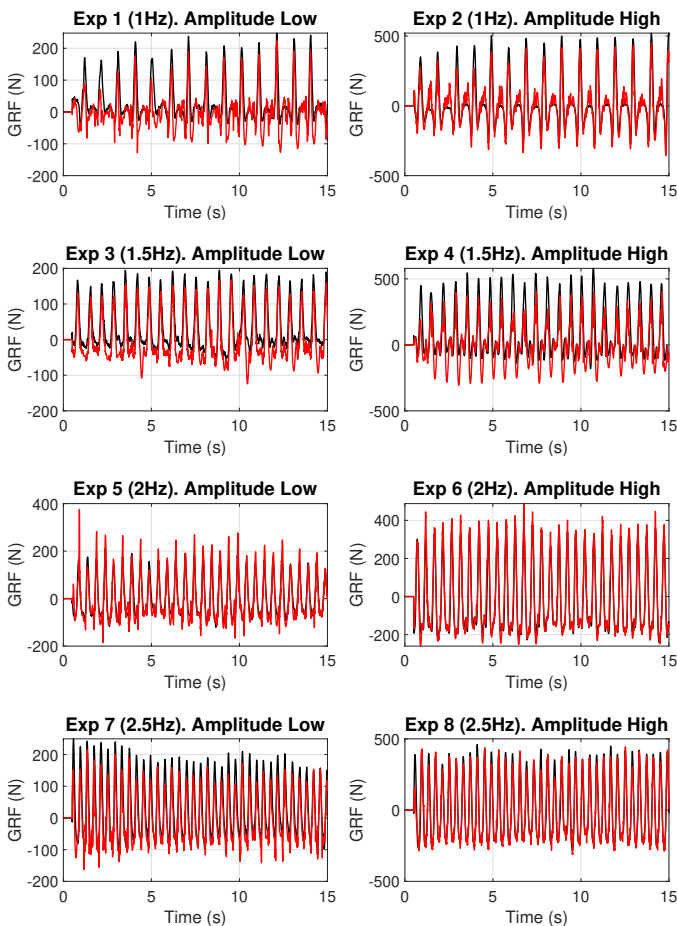 Exp 1 (1Hz). Amplitude Low
GRF (N)
200
100
0
-100
-200
0
5
10
15
Time (s)
Exp 2 (1Hz). Amplitude High
GRF (N)
500
0
-500
0
5
10
15
Time (s)
Exp 3 (1.5Hz). Amplitude Low
GRF (N)
200
100
0
-100
-200
0
5
10
15
Time (s)
Exp 4 (1.5Hz). Amplitude High
GRF (N)
500
0
-500
0
5
10
15
Time (s)
Exp 5 (2Hz). Amplitude Low
GRF (N)
400
200
0
-200
0
5
10
15
Time (s)
Exp 6 (2Hz). Amplitude High
GRF (N)
400
200
0
-200
0
5
10
15
Time (s)
Exp 7 (2.5Hz). Amplitude Low
GRF (N)
200
100
0
-100
-200
0
5
10
15
Time (s)
Exp 8 (2.5Hz). Amplitude High
GRF (N)
500
0
-500
0
5
10
15
Time (s)